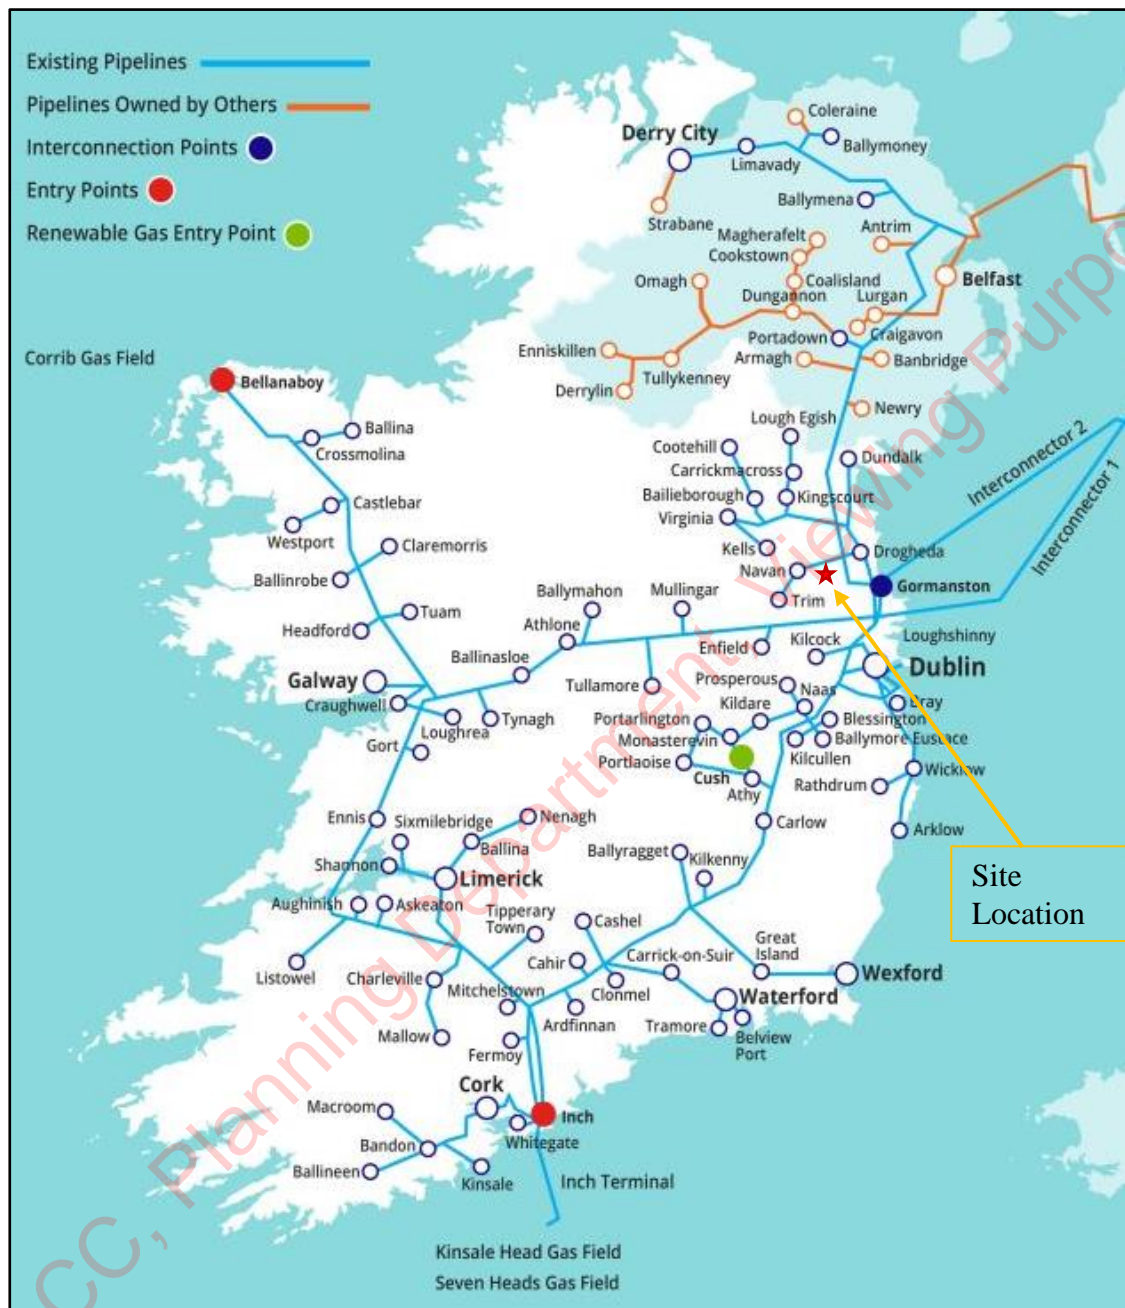 Existing Pipelines
Pipelines Owned by Others
Interconnection Points
Entry Points
Renewable Gas Entry Point
Coleraine
Derry City
Ballymoney
Limavady
Ballymena
Strabane
Antrim
Magherafelt
Cookstown
Omagh
Coalisland
Belfast
Dungannon
Lurgan
Portadown
Craigavon
Enniskillen
Armagh
Banbridge
Tullykenney
Derrylin
Newry
Corrib Gas Field
Bellanaboy
Ballina
Crossmolina
Lough Egish
Cootehill
Dundalk
Carrickmacross
Interconnector 2
Bailieborough
Kingscourt
Castlebar
Virginia
Westport
Interconnector 1
Claremorris
Kells
Drogheda
Navan
Ballinrobe
Gormanston
Ballymahon
Mullingar
Trim
Tuam
Headford
Athlone
Kilcock
Loughshinny
Enfield
Ballinasloe
Dublin
Galway
Prosperous
Tullamore
Naas
Craughwell
Kildare
Bray
Loughrea
Tynagh
Portarlington
Blessington
Gort
Monasterevin
Ballymore Eustace
Portlaoise
Kilcullen
Cush
Wicklow
Athy
Rathdrum
Ennis
Sixmilebridge
Nenagh
Carlow
Arklow
Ballina
Ballyragget
Kilkenny
Shannon
Limerick
Site
Location
Aughinish
Askeaton
Tipperary
Town
Cashel
Great
Island
Carrick-on-Suir
Listowel
Charleville
Cahir
Wexford
Mitchelstown
Clonmel
Waterford
Ardfinnan
Tramore
Belview
Port
Mallow
Fermoy
Cork
Macroom
Inch
Whitegate
Bandon
Ballineen
Kinsale
Inch Terminal
Kinsale Head Gas Field
Seven Heads Gas Field
CC, Planning Department, Viewing Purpo